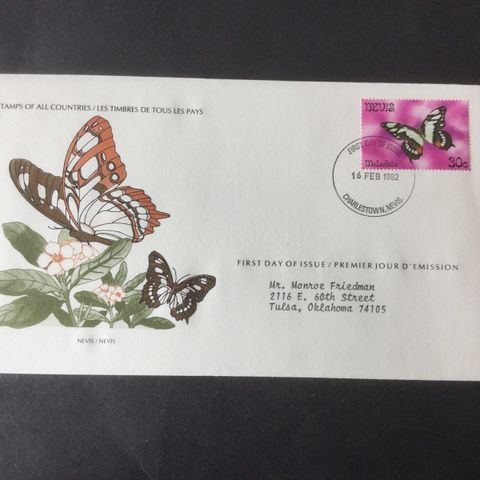 STAMPS OF ALL COUNTRIES / LES TIMBRES DE TOUS LES PAYS
NEVIS
Malachite
30c
FIRST DAY OF ISSUE
16 FEB 1982
CHARLESTOWN, NEVIS.
FIRST DAY OF ISSUE / PREMIER JOUR D'EMISSION
Mr. Monroe Friedman
2116 E. 60th Street
Tulsa, Oklahoma 74105
NEVIS / NEVIS